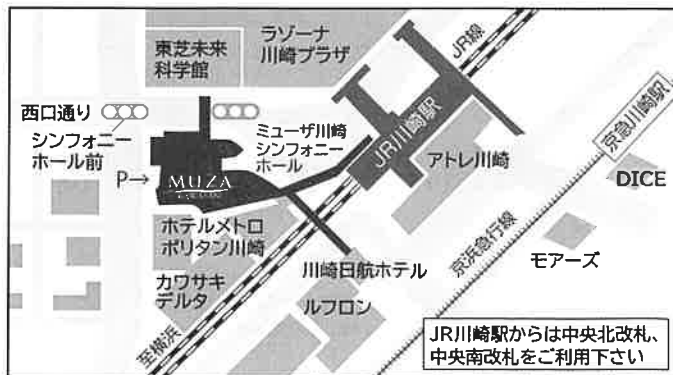 東芝未来
科学館
ラゾーナ
川崎プラザ
JR線
西口通り
シンフォニー
ホール前
ミューザ川崎
シンフォニー
ホール
JR川崎駅
アトレ川崎
京急川崎駅
DICE
P→
MUZA
ホテルメトロ
ポリタン川崎
カワサキ
デルタ
川崎日航ホテル
ルフロン
京浜急行線
モアーズ
至横浜
JR川崎駅からは中央北改札、
中央南改札をご利用下さい